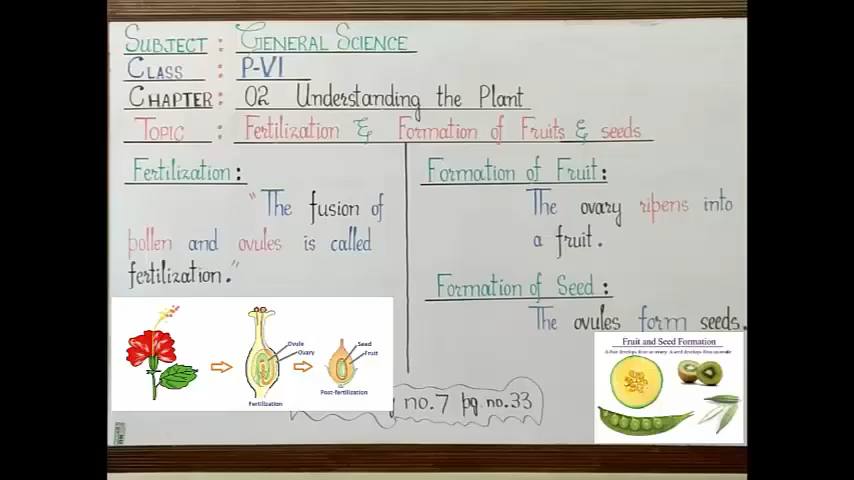 SUBJECT : GENERAL SCIENCE
CLASS : P-VI
CHAPTER : 02 Understanding the Plant
TOPIC : Fertilization & Formation of Fruits & seeds
Fertilization :
"The fusion of
pollen and ovules is called
fertilization."
Ovule
Ovary
Fertilization
Seed
Fruit
Post-fertilization
Formation of Fruit :
The ovary ripens into
a fruit.
Formation of Seed :
The ovules form seeds.
Fruit and Seed Formation
no.7 pg. no.33